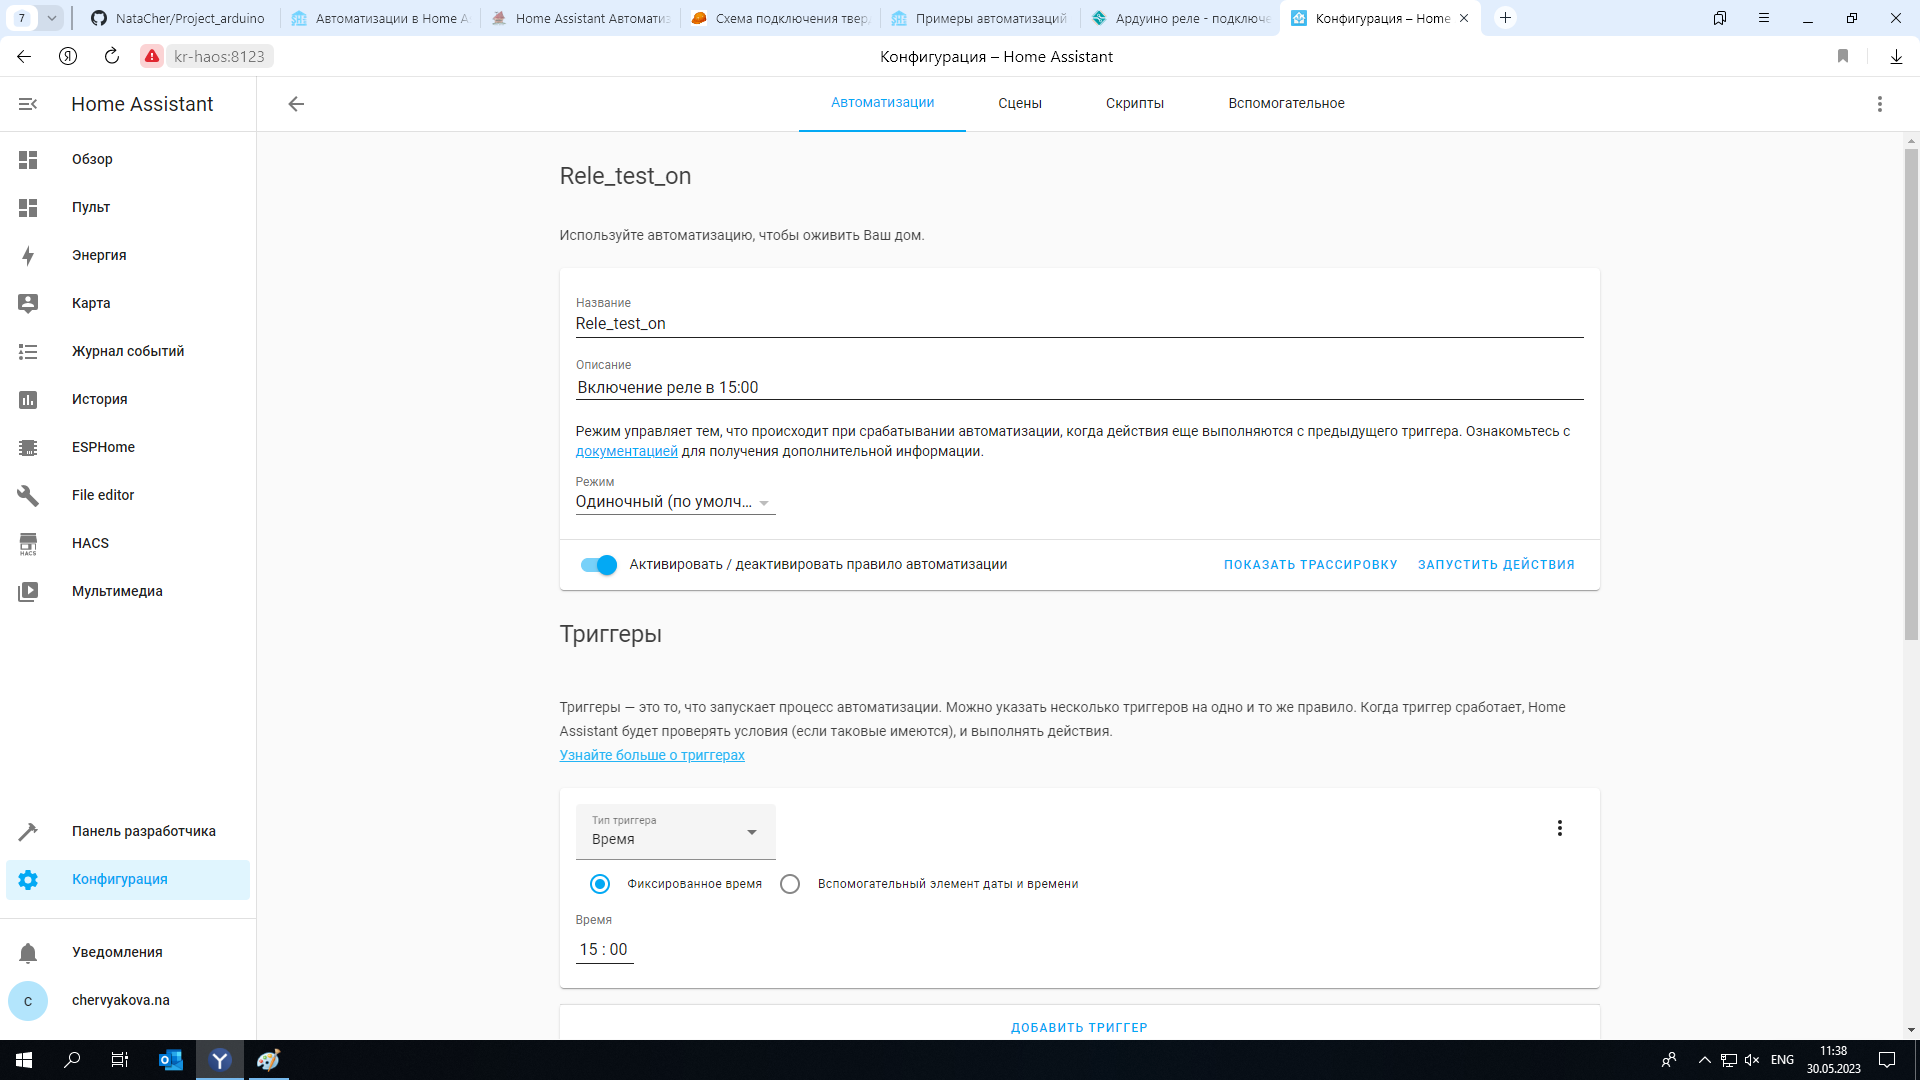 7
NataCher/Project_arduino
Автоматизации в Home A
Home Assistant Автомати
Схема подключения твер
Примеры автоматизаций
Ардуино реле - подключе
Конфигурация – Home
kr-haos:8123
Конфигурация – Home Assistant
Home Assistant
Автоматизации
Сцены
Скрипты
Вспомогательное
Обзор
Пульт
Энергия
Карта
Журнал событий
История
ESPHome
File editor
HACS
HACS
Мультимедиа
Панель разработчика
Конфигурация
Уведомления
C
chervyakova.na
Rele_test_on
Используйте автоматизацию, чтобы оживить Ваш дом.
Название
Rele_test_on
Описание
Включение реле в 15:00
Режим управляет тем, что происходит при срабатывании автоматизации, когда действия еще выполняются с предыдущего триггера. Ознакомьтесь с
документацией для получения дополнительной информации.
Режим
Одиночный (по умолч...
Активировать / деактивировать правило автоматизации
ПОКАЗАТЬ ТРАССИРОВКУ
ЗАПУСТИТЬ ДЕЙСТВИЯ
Триггеры
Триггеры — это то, что запускает процесс автоматизации. Можно указать несколько триггеров на одно и то же правило. Когда триггер сработает, Home
Assistant будет проверять условия (если таковые имеются), и выполнять действия.
Узнайте больше о триггерах
Тип триггера
Время
Фиксированное время
Вспомогательный элемент даты и времени
Время
15 : 00
ДОБАВИТЬ ТРИГГЕР
ENG
11:38
30.05.2023